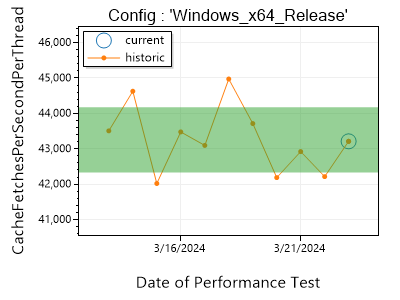 Config : 'Windows_x64_Release'
CacheFetchesPerSecondPerThread
46,000
45,000
44,000
43,000
42,000
41,000
current
historic
3/16/2024
3/21/2024
Date of Performance Test